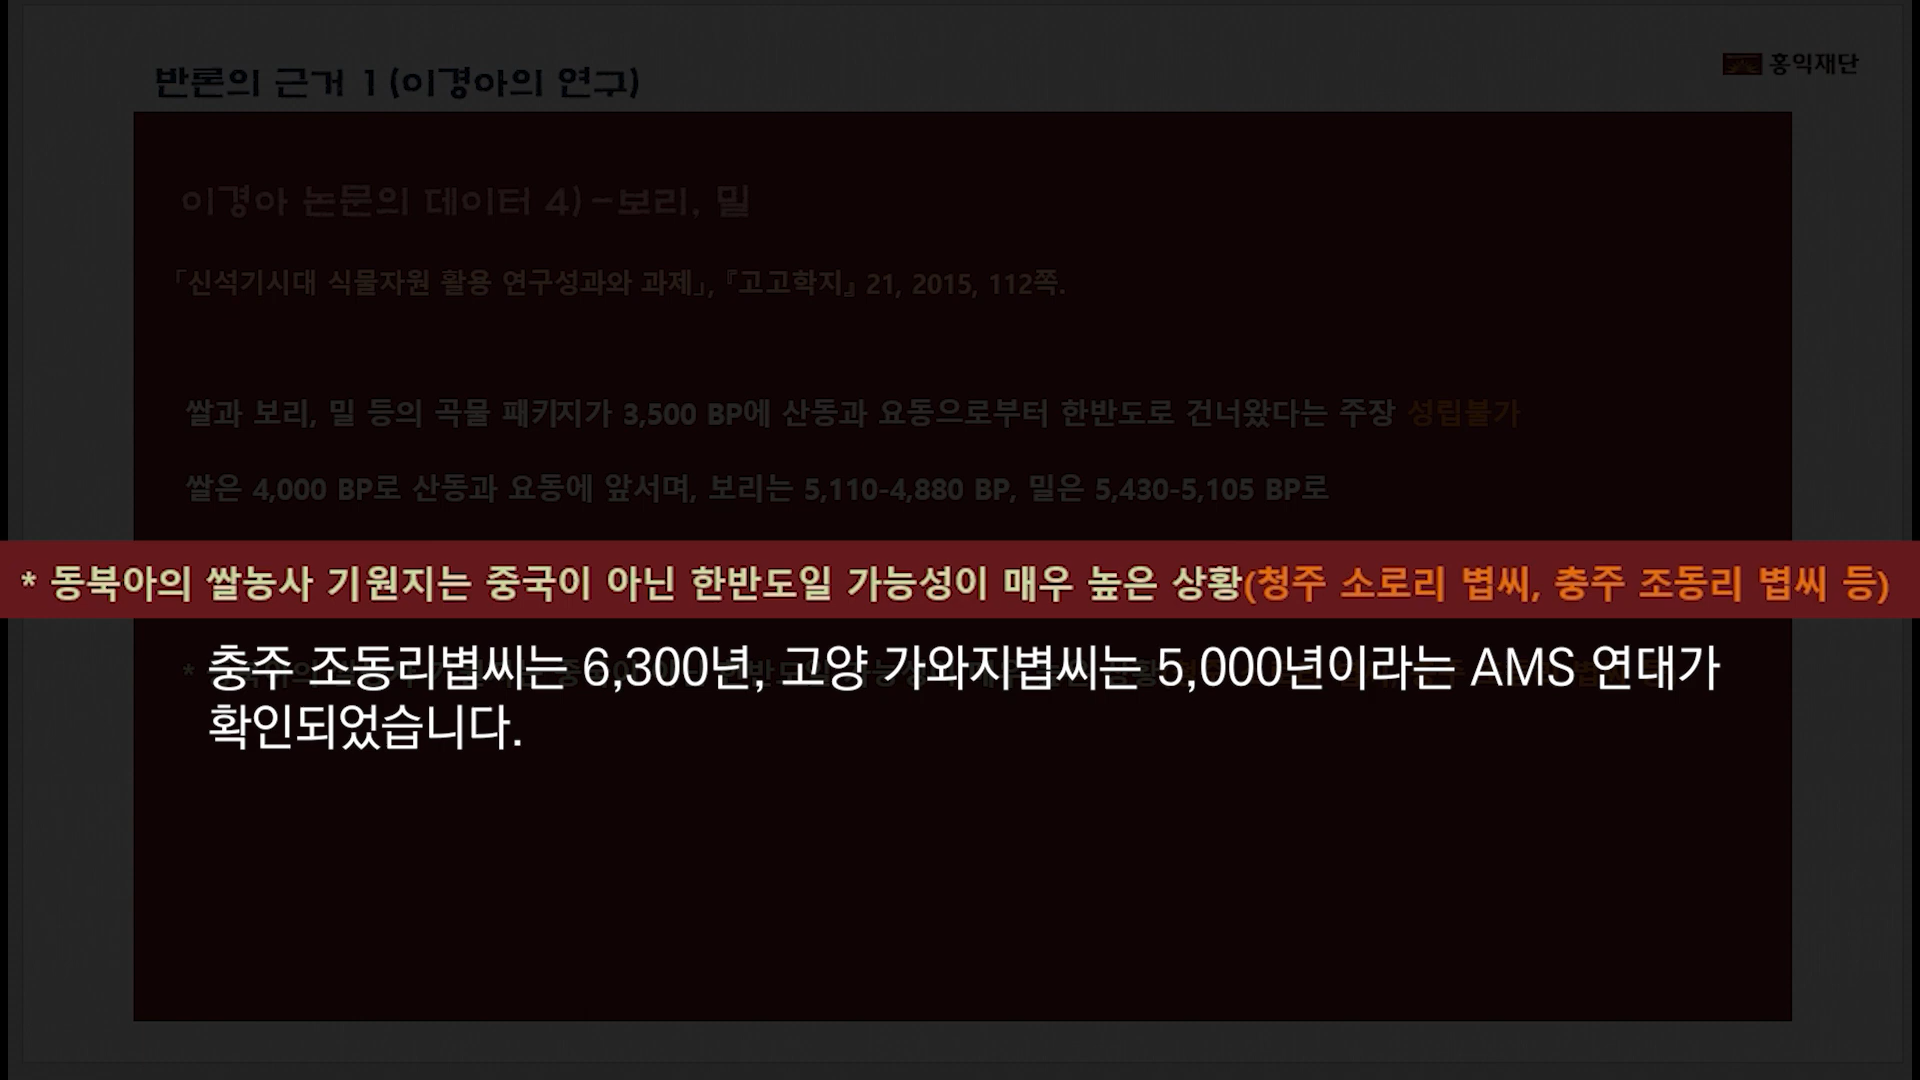 반론의 근거 1 (이경아의 연구)
홍익재단
이경아 논문의 데이터 4) - 보리, 밀
「신석기시대 식물자원 활용 연구성과와 과제」, 『고고학지』 21, 2015, 112쪽.
쌀과 보리, 밀 등의 곡물 패키지가 3,500 BP에 산동과 요동으로부터 한반도로 건너왔다는 주장 성립불가
쌀은 4,000 BP로 산동과 요동에 앞서며, 보리는 5,110-4,880 BP, 밀은 5,430-5,105 BP로
* 동북아의 쌀농사 기원지는 중국이 아닌 한반도일 가능성이 매우 높은 상황(청주 소로리 볍씨, 충주 조동리 볍씨 등)
충주 조동리볍씨는 6,300년, 고양 가와지볍씨는 5,000년이라는 AMS 연대가
확인되었습니다.